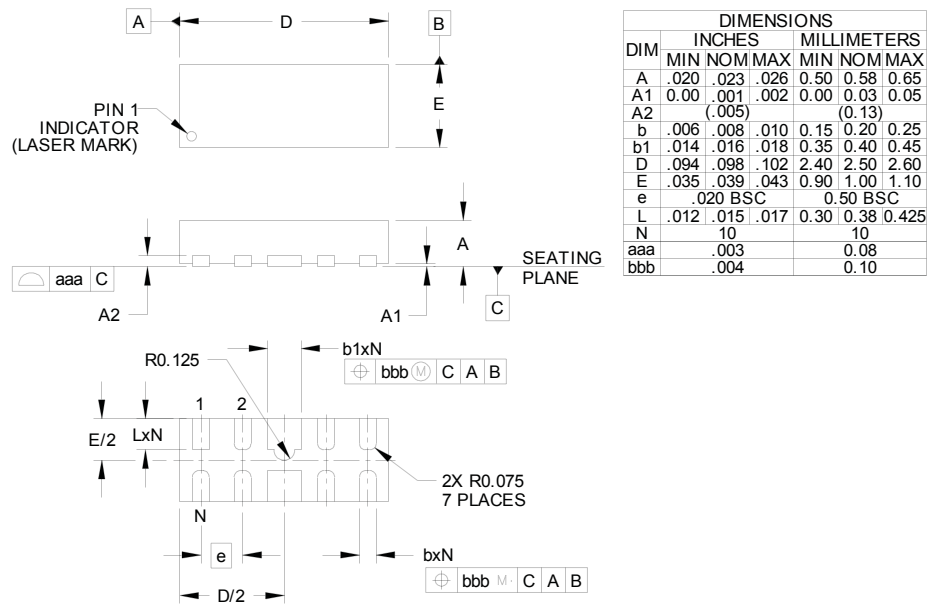 A
D
B
E
PIN 1
INDICATOR
(LASER MARK)
A
SEATING
PLANE
aaa C
A2
A1
C
b1xN
R0.125
bbb M C A B
1 2
E/2
LxN
2X R0.075
7 PLACES
N
e
bxN
bbb M C A B
D/2
DIMENSIONS
DIM INCHES MILLIMETERS
MIN NOM MAX MIN NOM MAX
A .020 .023 .026 0.50 0.58 0.65
A1 0.00 .001 .002 0.00 0.03 0.05
A2 (.005) (0.13)
b .006 .008 .010 0.15 0.20 0.25
b1 .014 .016 .018 0.35 0.40 0.45
D .094 .098 .102 2.40 2.50 2.60
E .035 .039 .043 0.90 1.00 1.10
e .020 BSC 0.50 BSC
L .012 .015 .017 0.30 0.38 0.425
N 10 10
aaa .003 0.08
bbb .004 0.10